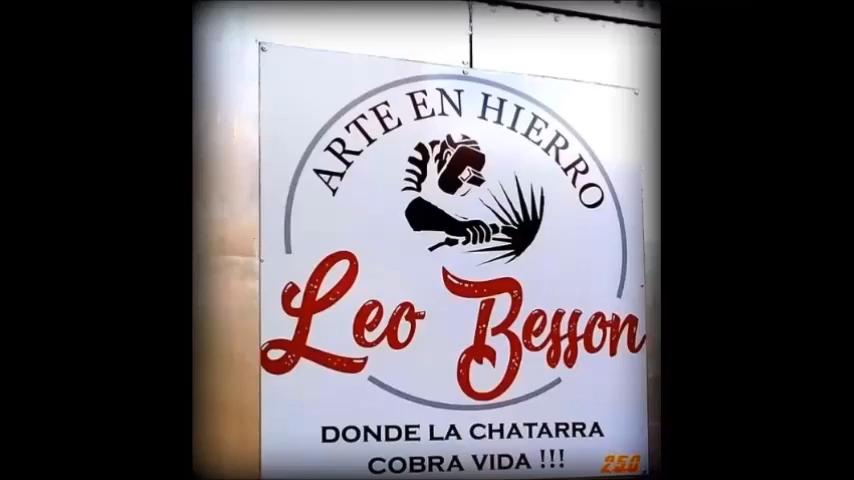 ARTE EN HIERRO
Leo Besson
DONDE LA CHATARRA
COBRA VIDA !!!
250